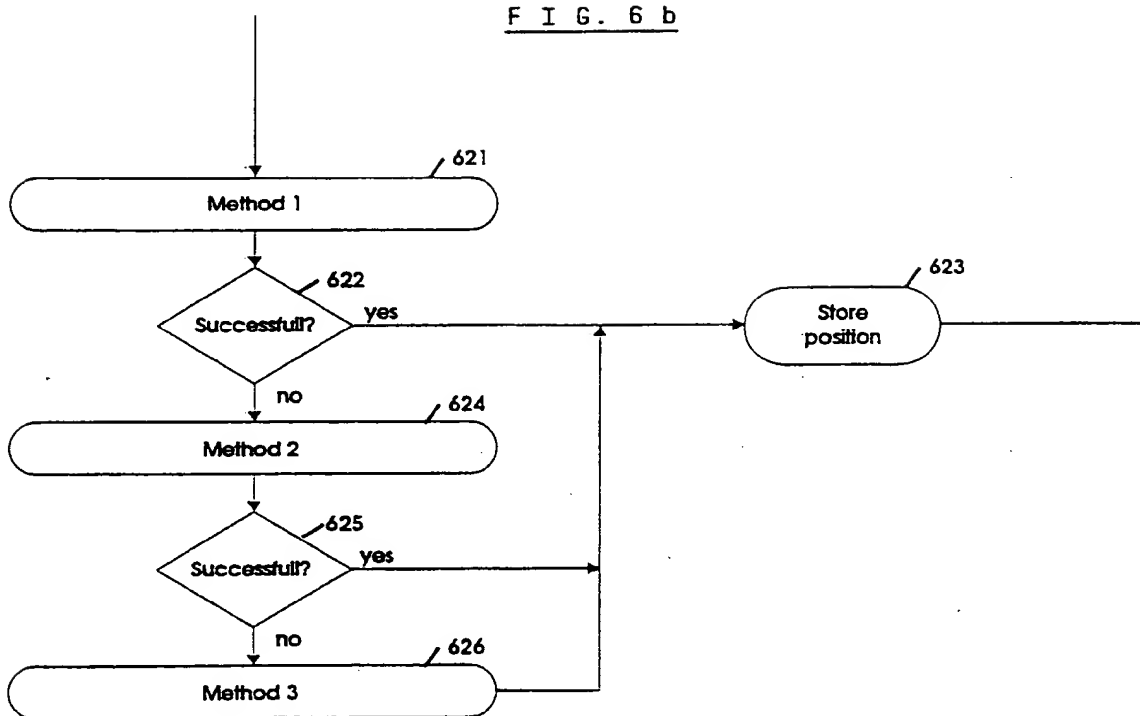 F I G. 6 b
621
Method 1
622
Successfull?
yes
623
Store
position
no
624
Method 2
625
Successfull?
yes
no
626
Method 3